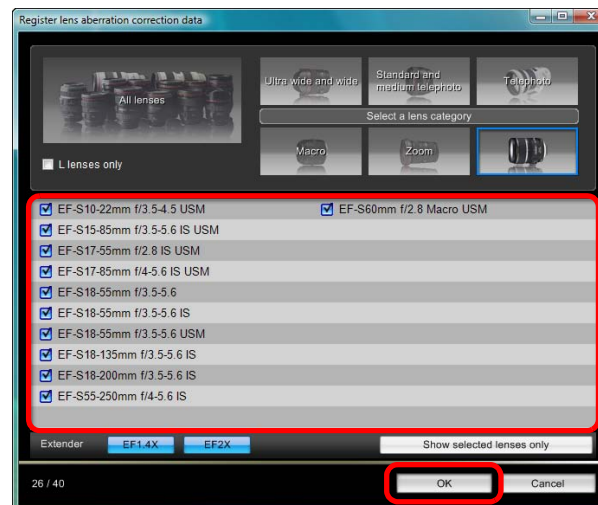 Register lens aberration correction data
All lenses
Ultra wide and wide
Standard and
medium telephoto
Telephoto
Select a lens category
Macro
Zoom
L lenses only
EF-S10-22mm f/3.5-4.5 USM
EF-S60mm f/2.8 Macro USM
EF-S15-85mm f/3.5-5.6 IS USM
EF-S17-55mm f/2.8 IS USM
EF-S17-85mm f/4-5.6 IS USM
EF-S18-55mm f/3.5-5.6
EF-S18-55mm f/3.5-5.6 IS
EF-S18-55mm f/3.5-5.6 USM
EF-S18-135mm f/3.5-5.6 IS
EF-S18-200mm f/3.5-5.6 IS
EF-S55-250mm f/4-5.6 IS
Extender
EF1.4X
EF2X
Show selected lenses only
26 / 40
OK
Cancel